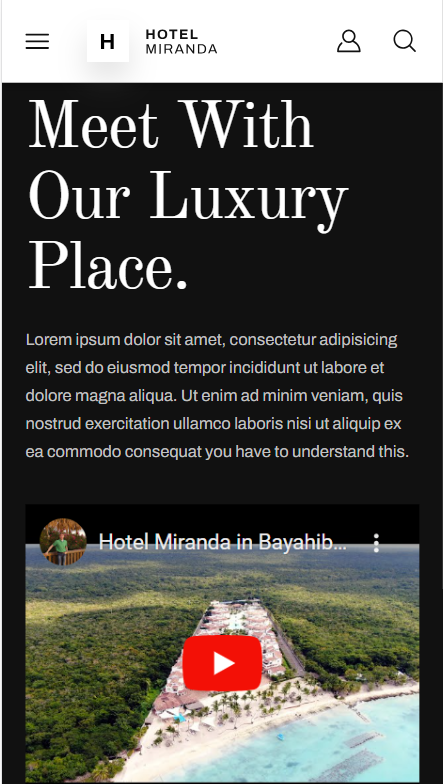 H
HOTEL
MIRANDA
Meet With
Our Luxury
Place.
Lorem ipsum dolor sit amet, consectetur adipisicing
elit, sed do eiusmod tempor incididunt ut labore et
dolore magna aliqua. Ut enim ad minim veniam, quis
nostrud exercitation ullamco laboris nisi ut aliquip ex
ea commodo consequat you have to understand this.
Hotel Miranda in Bayahib...